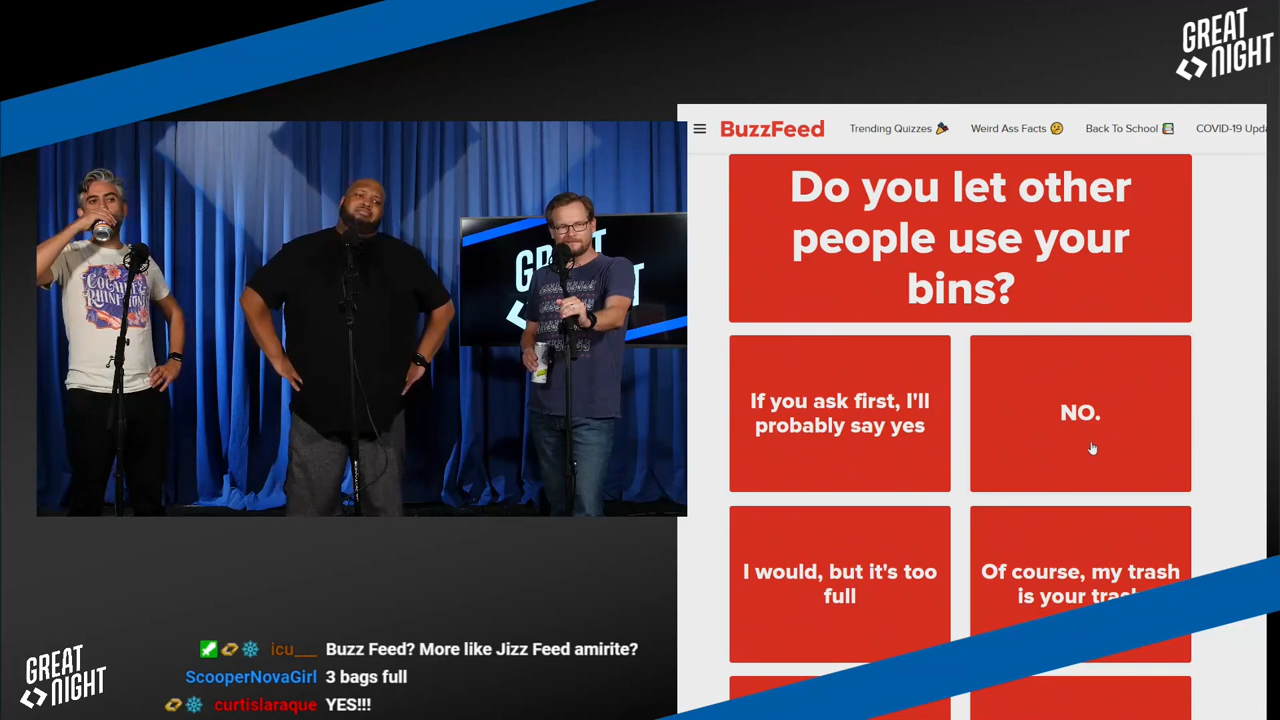 GREAT
NIGHT
BuzzFeed
Trending Quizzes
Weird Ass Facts
Back To School
COVID-19 Upda
Do you let other
people use your
bins?
If you ask first, I'll
probably say yes
NO.
I would, but it's too
full
Of course, my trash
is your trash
icu___ Buzz Feed? More like Jizz Feed amirite?
ScooperNovaGirl 3 bags full
curtislaraque YES!!!
GREAT
NIGHT